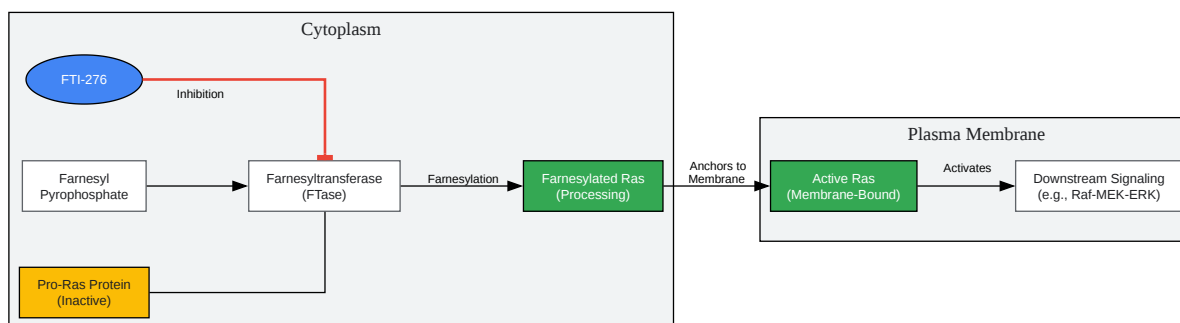 Cytoplasm
FTI-276
Inhibition
Farnesyl
Pyrophosphate
Farnesyltransferase
(FTase)
Farnesylation
Farnesylated Ras
(Processing)
Pro-Ras Protein
(Inactive)
Anchors to
Membrane
Plasma Membrane
Active Ras
(Membrane-Bound)
Activates
Downstream Signaling
(e.g., Raf-MEK-ERK)